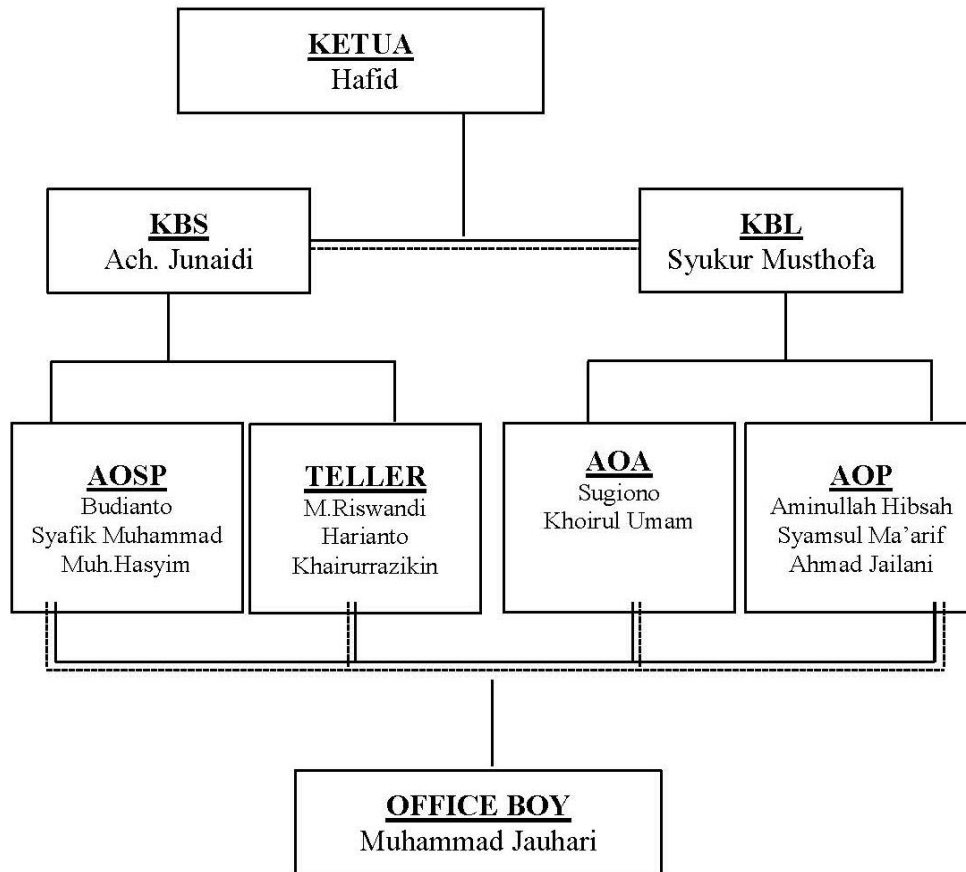 KETUA
Hafid
KBS
Ach. Junaidi
KBL
Syukur Musthofa
AOSP
Budianto
Syafik Muhammad
Muh.Hasyim
TELLER
M.Riswandi
Harianto
Khairurrazikin
AOA
Sugiono
Khoirul Umam
AOP
Aminullah Hibsah
Syamsul Ma’arif
Ahmad Jailani
OFFICE BOY
Muhammad Jauhari